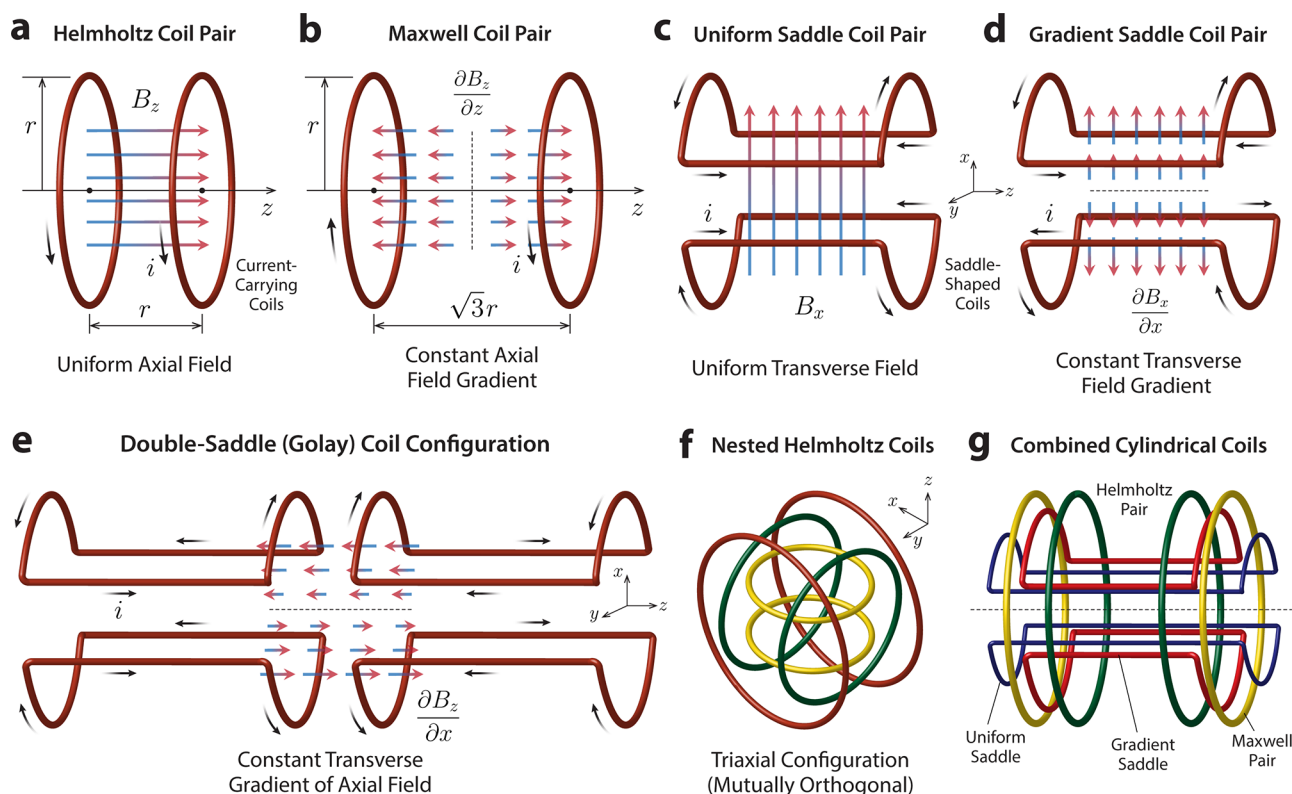 a Helmholtz Coil Pair
r
B_z
z
i
Current-
Carrying
Coils
r
Uniform Axial Field
b Maxwell Coil Pair
r
∂B_z
∂z
z
i
√3r
Constant Axial
Field Gradient
c Uniform Saddle Coil Pair
x
z
y
i
i
B_x
Saddle-
Shaped
Coils
Uniform Transverse Field
d Gradient Saddle Coil Pair
i
i
∂B_x
∂x
Constant Transverse
Field Gradient
e Double-Saddle (Golay) Coil Configuration
i
x
y
z
∂B_z
∂x
Constant Transverse
Gradient of Axial Field
f Nested Helmholtz Coils
z
x
y
Triaxial Configuration
(Mutually Orthogonal)
g Combined Cylindrical Coils
Helmholtz
Pair
Uniform
Saddle
Gradient
Saddle
Maxwell
Pair